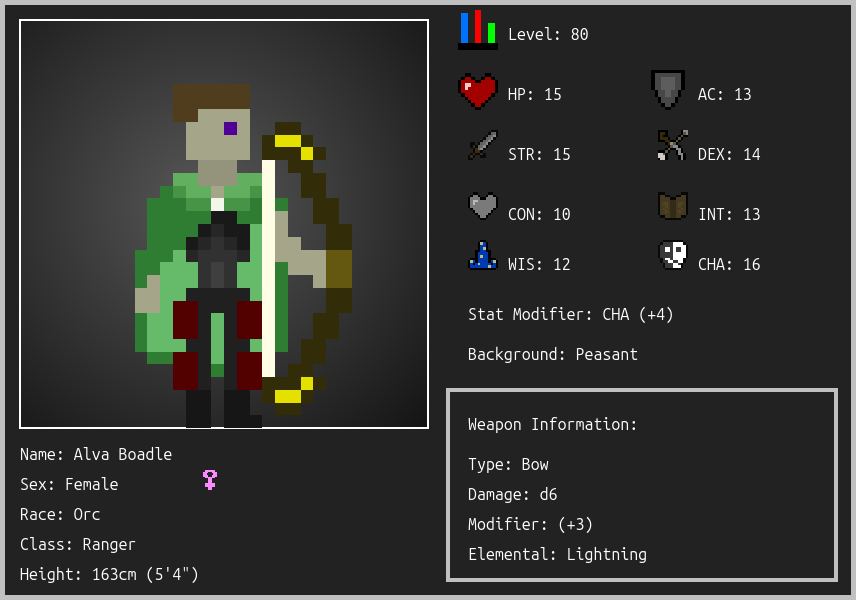 Level: 80
HP: 15
AC: 13
STR: 15
DEX: 14
CON: 10
INT: 13
WIS: 12
CHA: 16
Stat Modifier: CHA (+4)
Background: Peasant
Weapon Information:
Type: Bow
Damage: d6
Modifier: (+3)
Elemental: Lightning
Name: Alva Boadle
Sex: Female
Race: Orc
Class: Ranger
Height: 163cm (5'4")